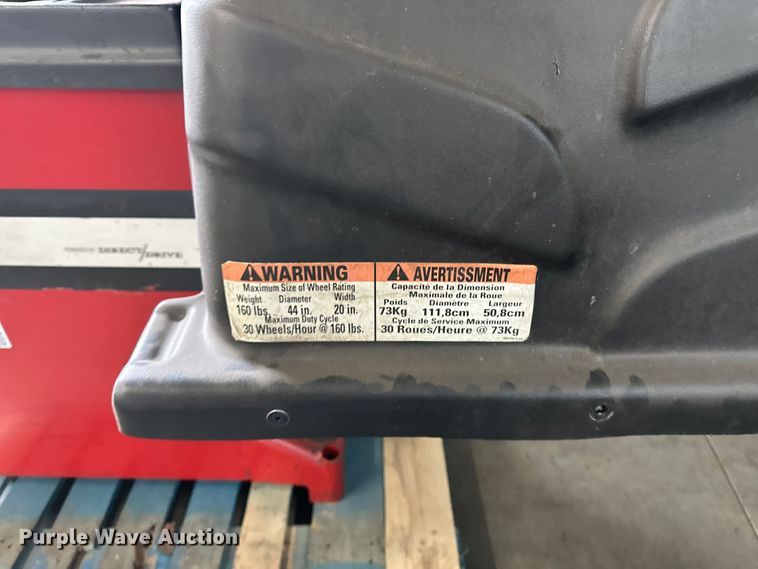 DIRECT DRIVE
WARNING
Maximum Size of Wheel Rating
Weight Diameter Width
160 lbs. 44 in. 20 in.
Maximum Duty Cycle
30 Wheels/Hour @ 160 lbs.
AVERTISSMENT
Capacité de la Dimension
Maximale de la Roue
Poids Diamètre Largeur
73Kg 111,8cm 50,8cm
Cycle de Service Maximum
30 Roues/Heure @ 73Kg
Purple Wave Auction